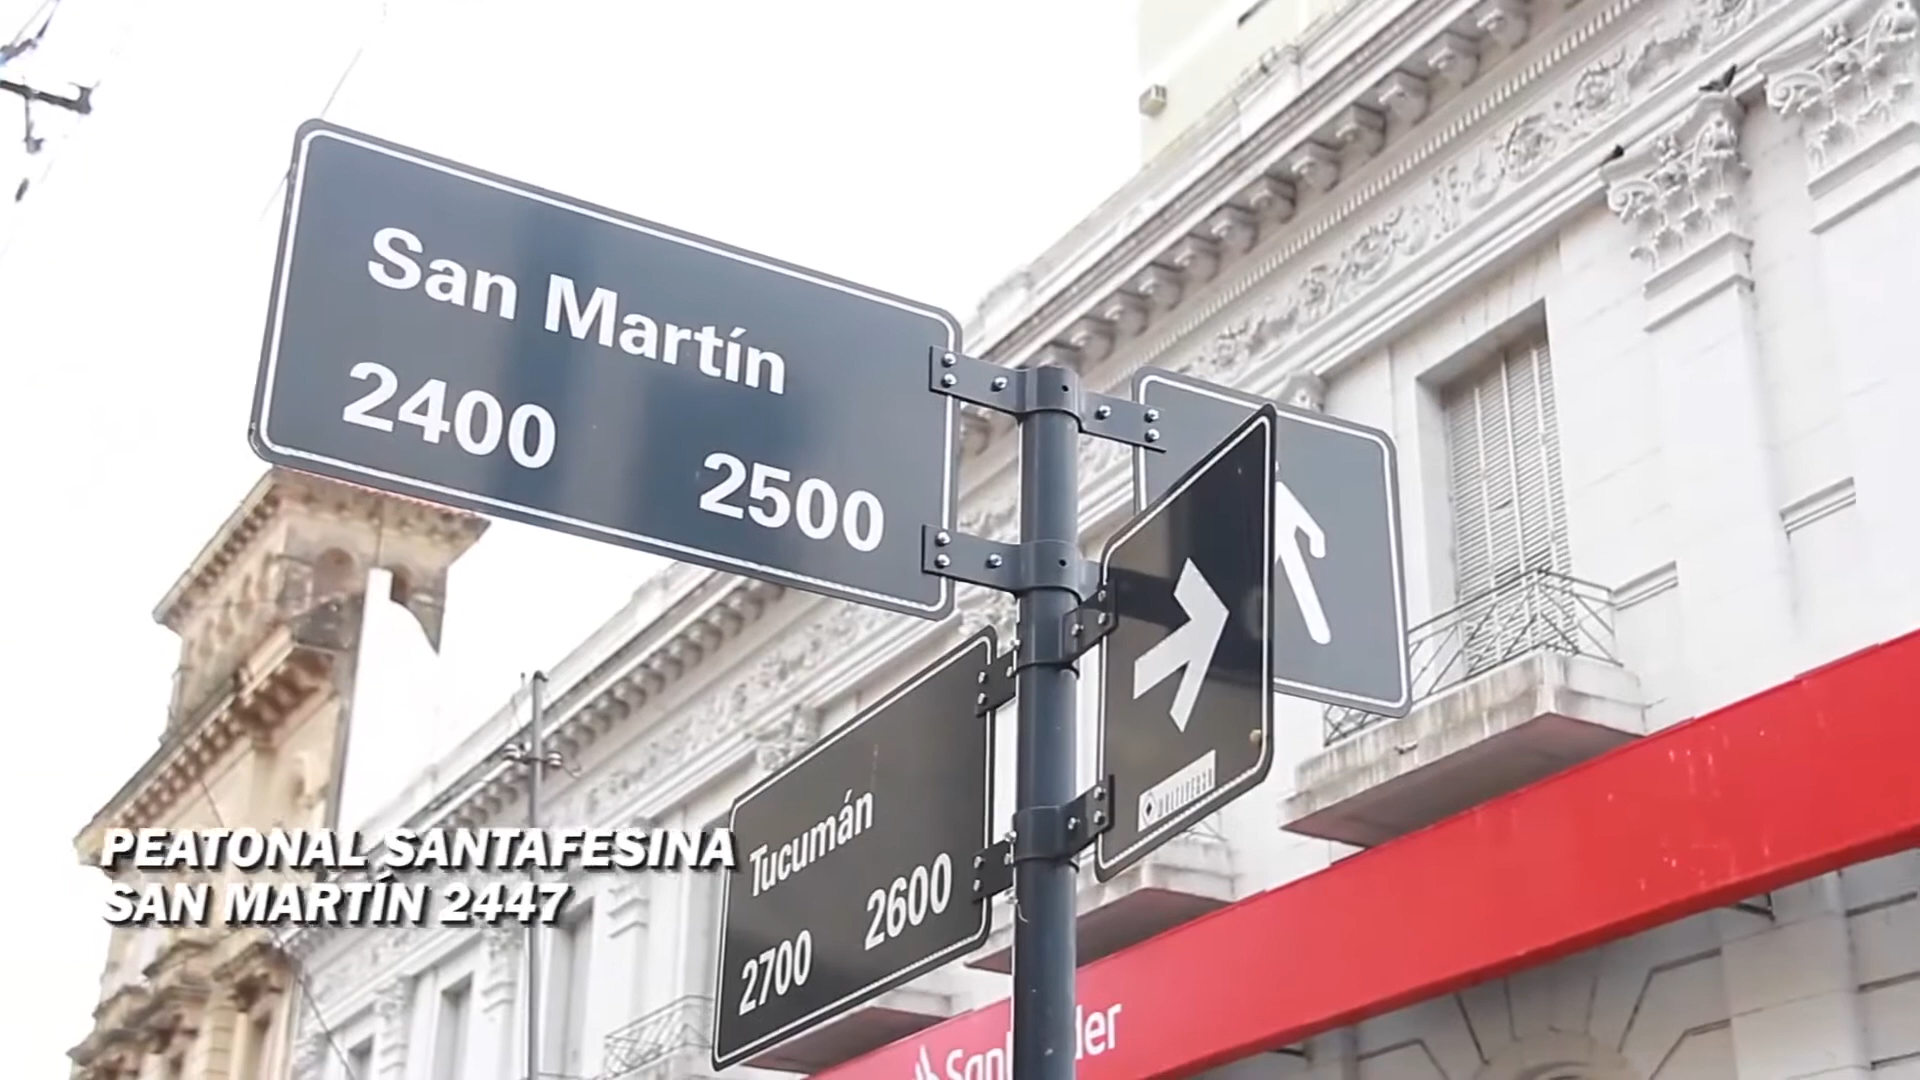 San Martín
2400 2500
Tucumán
2700 2600
PEATONAL SANTAFESINA
SAN MARTÍN 2447